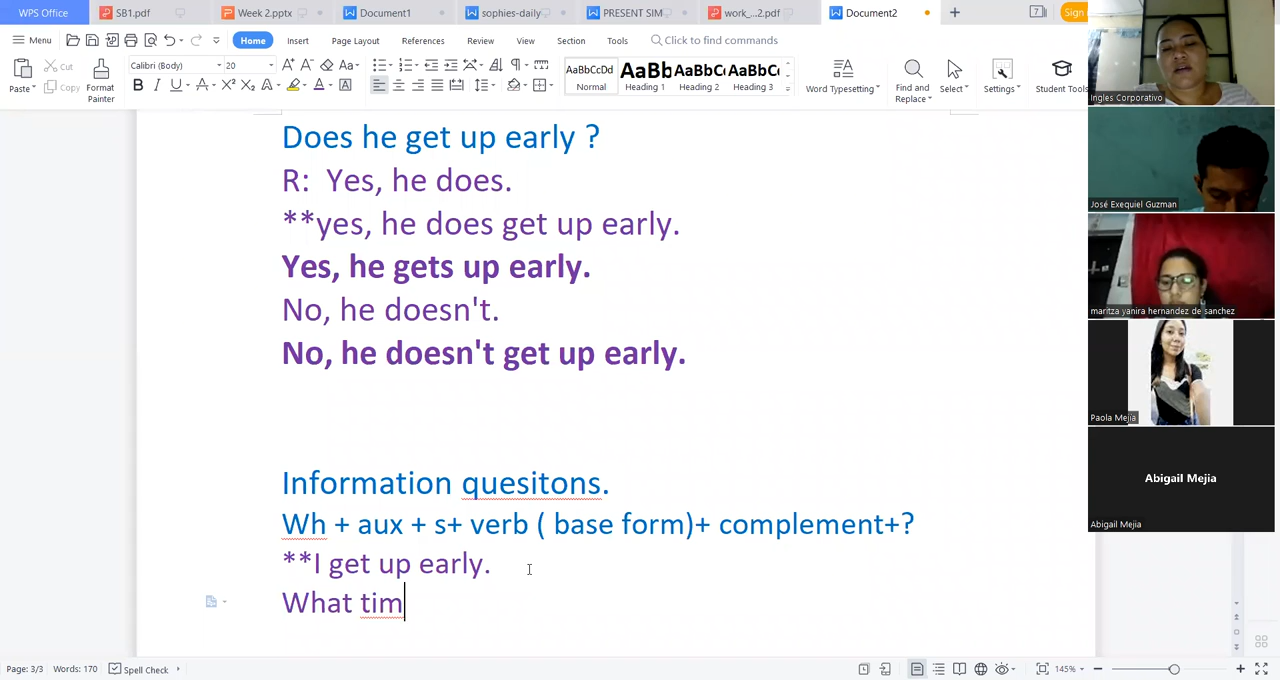 WPS Office SB1.pdf Week 2.pptx Document1 sophies-daily PRESENT SIM work_...2.pdf Document2 + 7 Sign
Menu Home Insert Page Layout References Review View Section Tools Click to find commands
Paste Cut Copy Format Painter Calibri (Body) 20 AaBbCcDd Normal AaBb Heading 1 AaBbC Heading 2 AaBbC Heading 3 Word Typesetting Find and Replace Select Settings Student Tools
Does he get up early ?
R: Yes, he does.
**yes, he does get up early.
Yes, he gets up early.
No, he doesn't.
No, he doesn't get up early.
Information quesitons.
Wh + aux + s+ verb ( base form)+ complement+?
**I get up early.
What tim
Page: 3/3 Words: 170 Spell Check 145%
Ingles Corporativo
José Exequiel Guzman
maritza yanira hernandez de sanchez
Paola Mejia
Abigail Mejia
Abigail Mejia